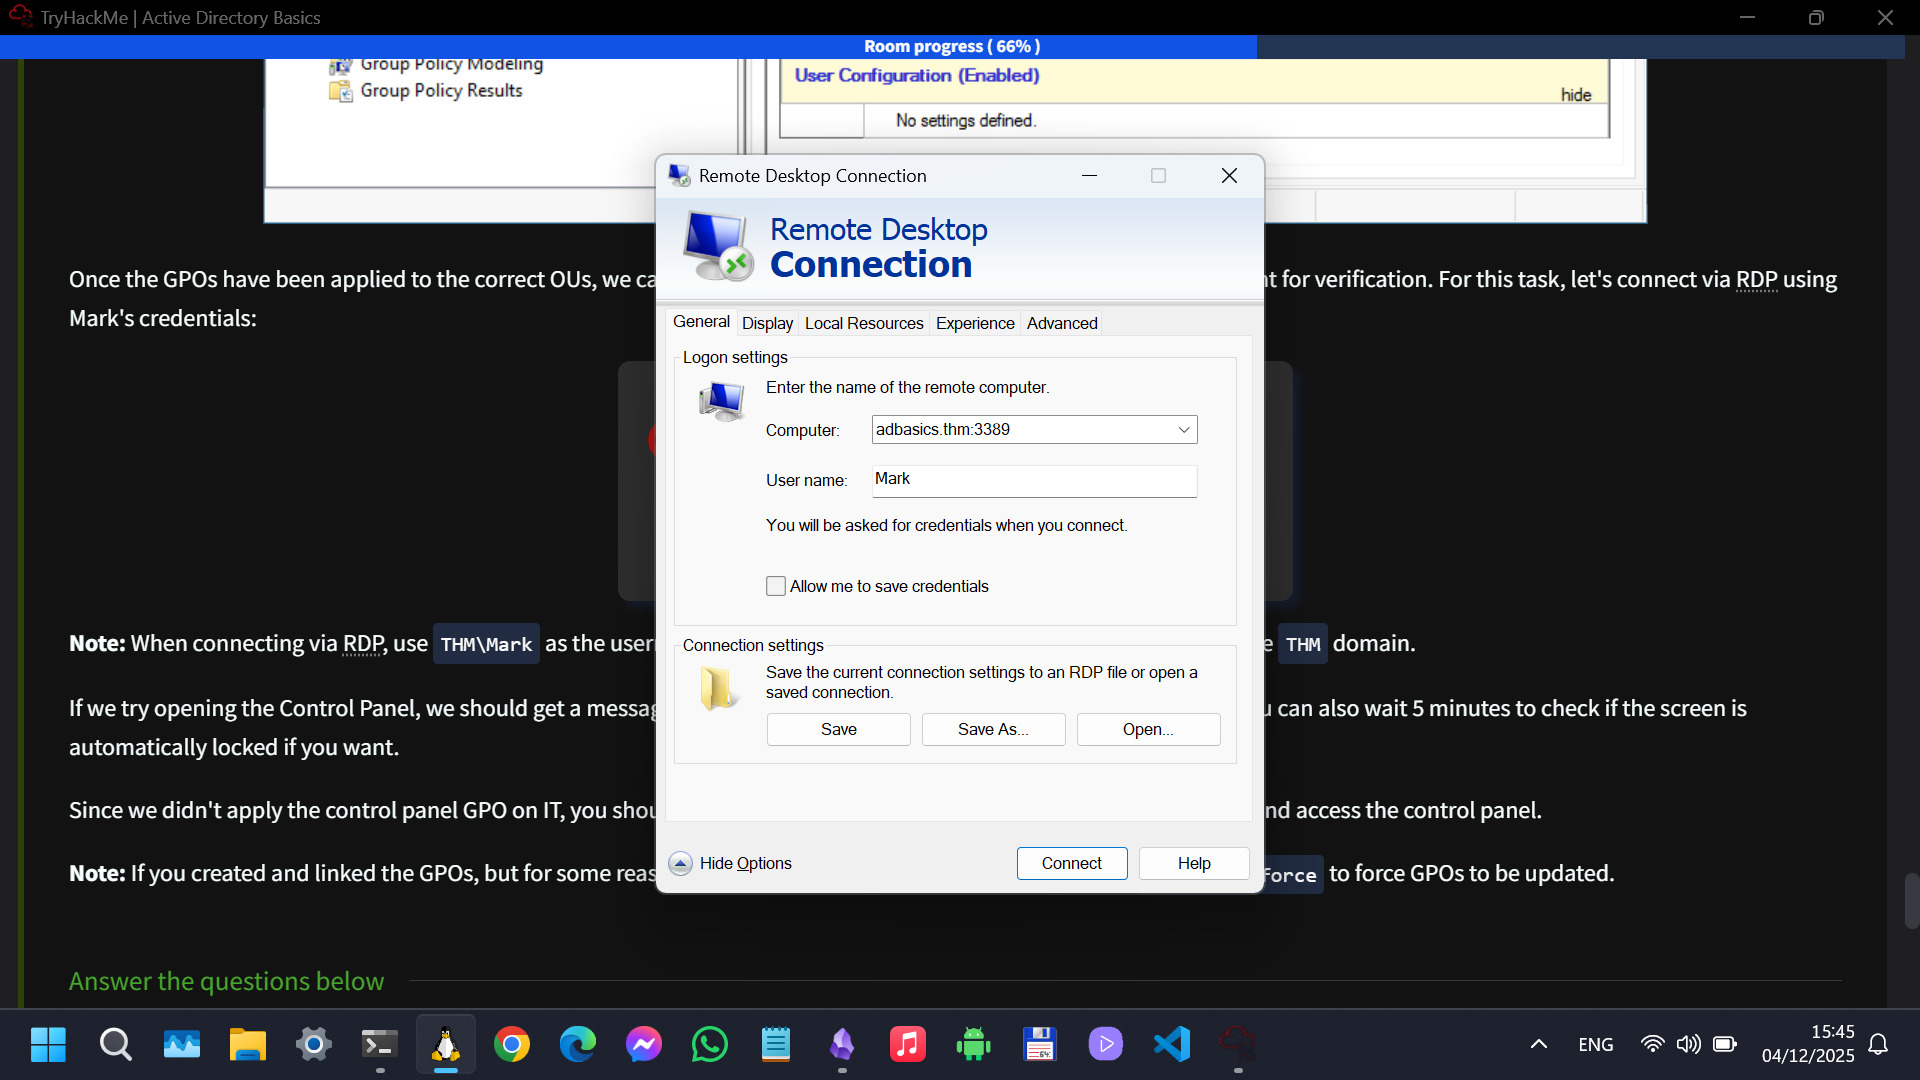 TryHackMe | Active Directory Basics
Room progress ( 66% )
Group Policy Modeling
Group Policy Results
User Configuration (Enabled)
hide
No settings defined.
Once the GPOs have been applied to the correct OUs, we
for verification. For this task, let's connect via RDP using
Mark's credentials:
Remote Desktop Connection
Remote Desktop
Connection
General Display Local Resources Experience Advanced
Logon settings
Enter the name of the remote computer.
Computer: adbasics.thm:3389
User name: Mark
You will be asked for credentials when you connect.
Allow me to save credentials
Connection settings
Save the current connection settings to an RDP file or open a
saved connection.
Save Save As... Open...
Hide Options Connect Help
Note: When connecting via RDP, use THM\Mark as the
THM domain.
If we try opening the Control Panel, we should get a
can also wait 5 minutes to check if the screen is
automatically locked if you want.
Since we didn't apply the control panel GPO on IT, you
access the control panel.
Note: If you created and linked the GPOs, but for some
force to force GPOs to be updated.
Answer the questions below
64
ENG
15:45
04/12/2025